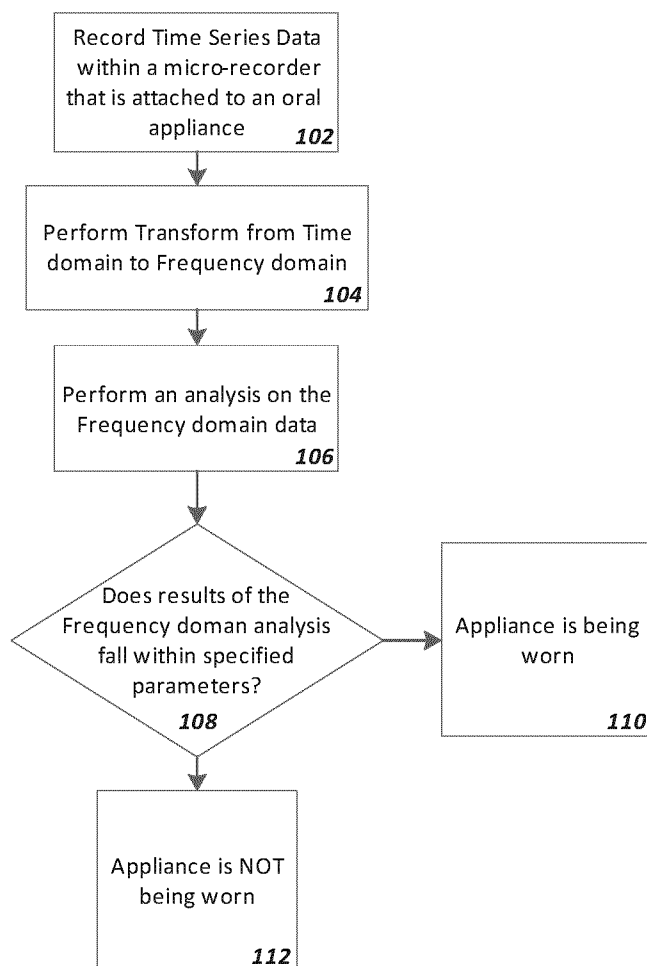 Record Time Series Data
within a micro-recorder
that is attached to an oral
appliance
102
Perform Transform from Time
domain to Frequency domain
104
Perform an analysis on the
Frequency domain data
106
Does results of the
Frequency doman analysis
fall within specified
parameters?
108
Appliance is being
worn
110
Appliance is NOT
being worn
112